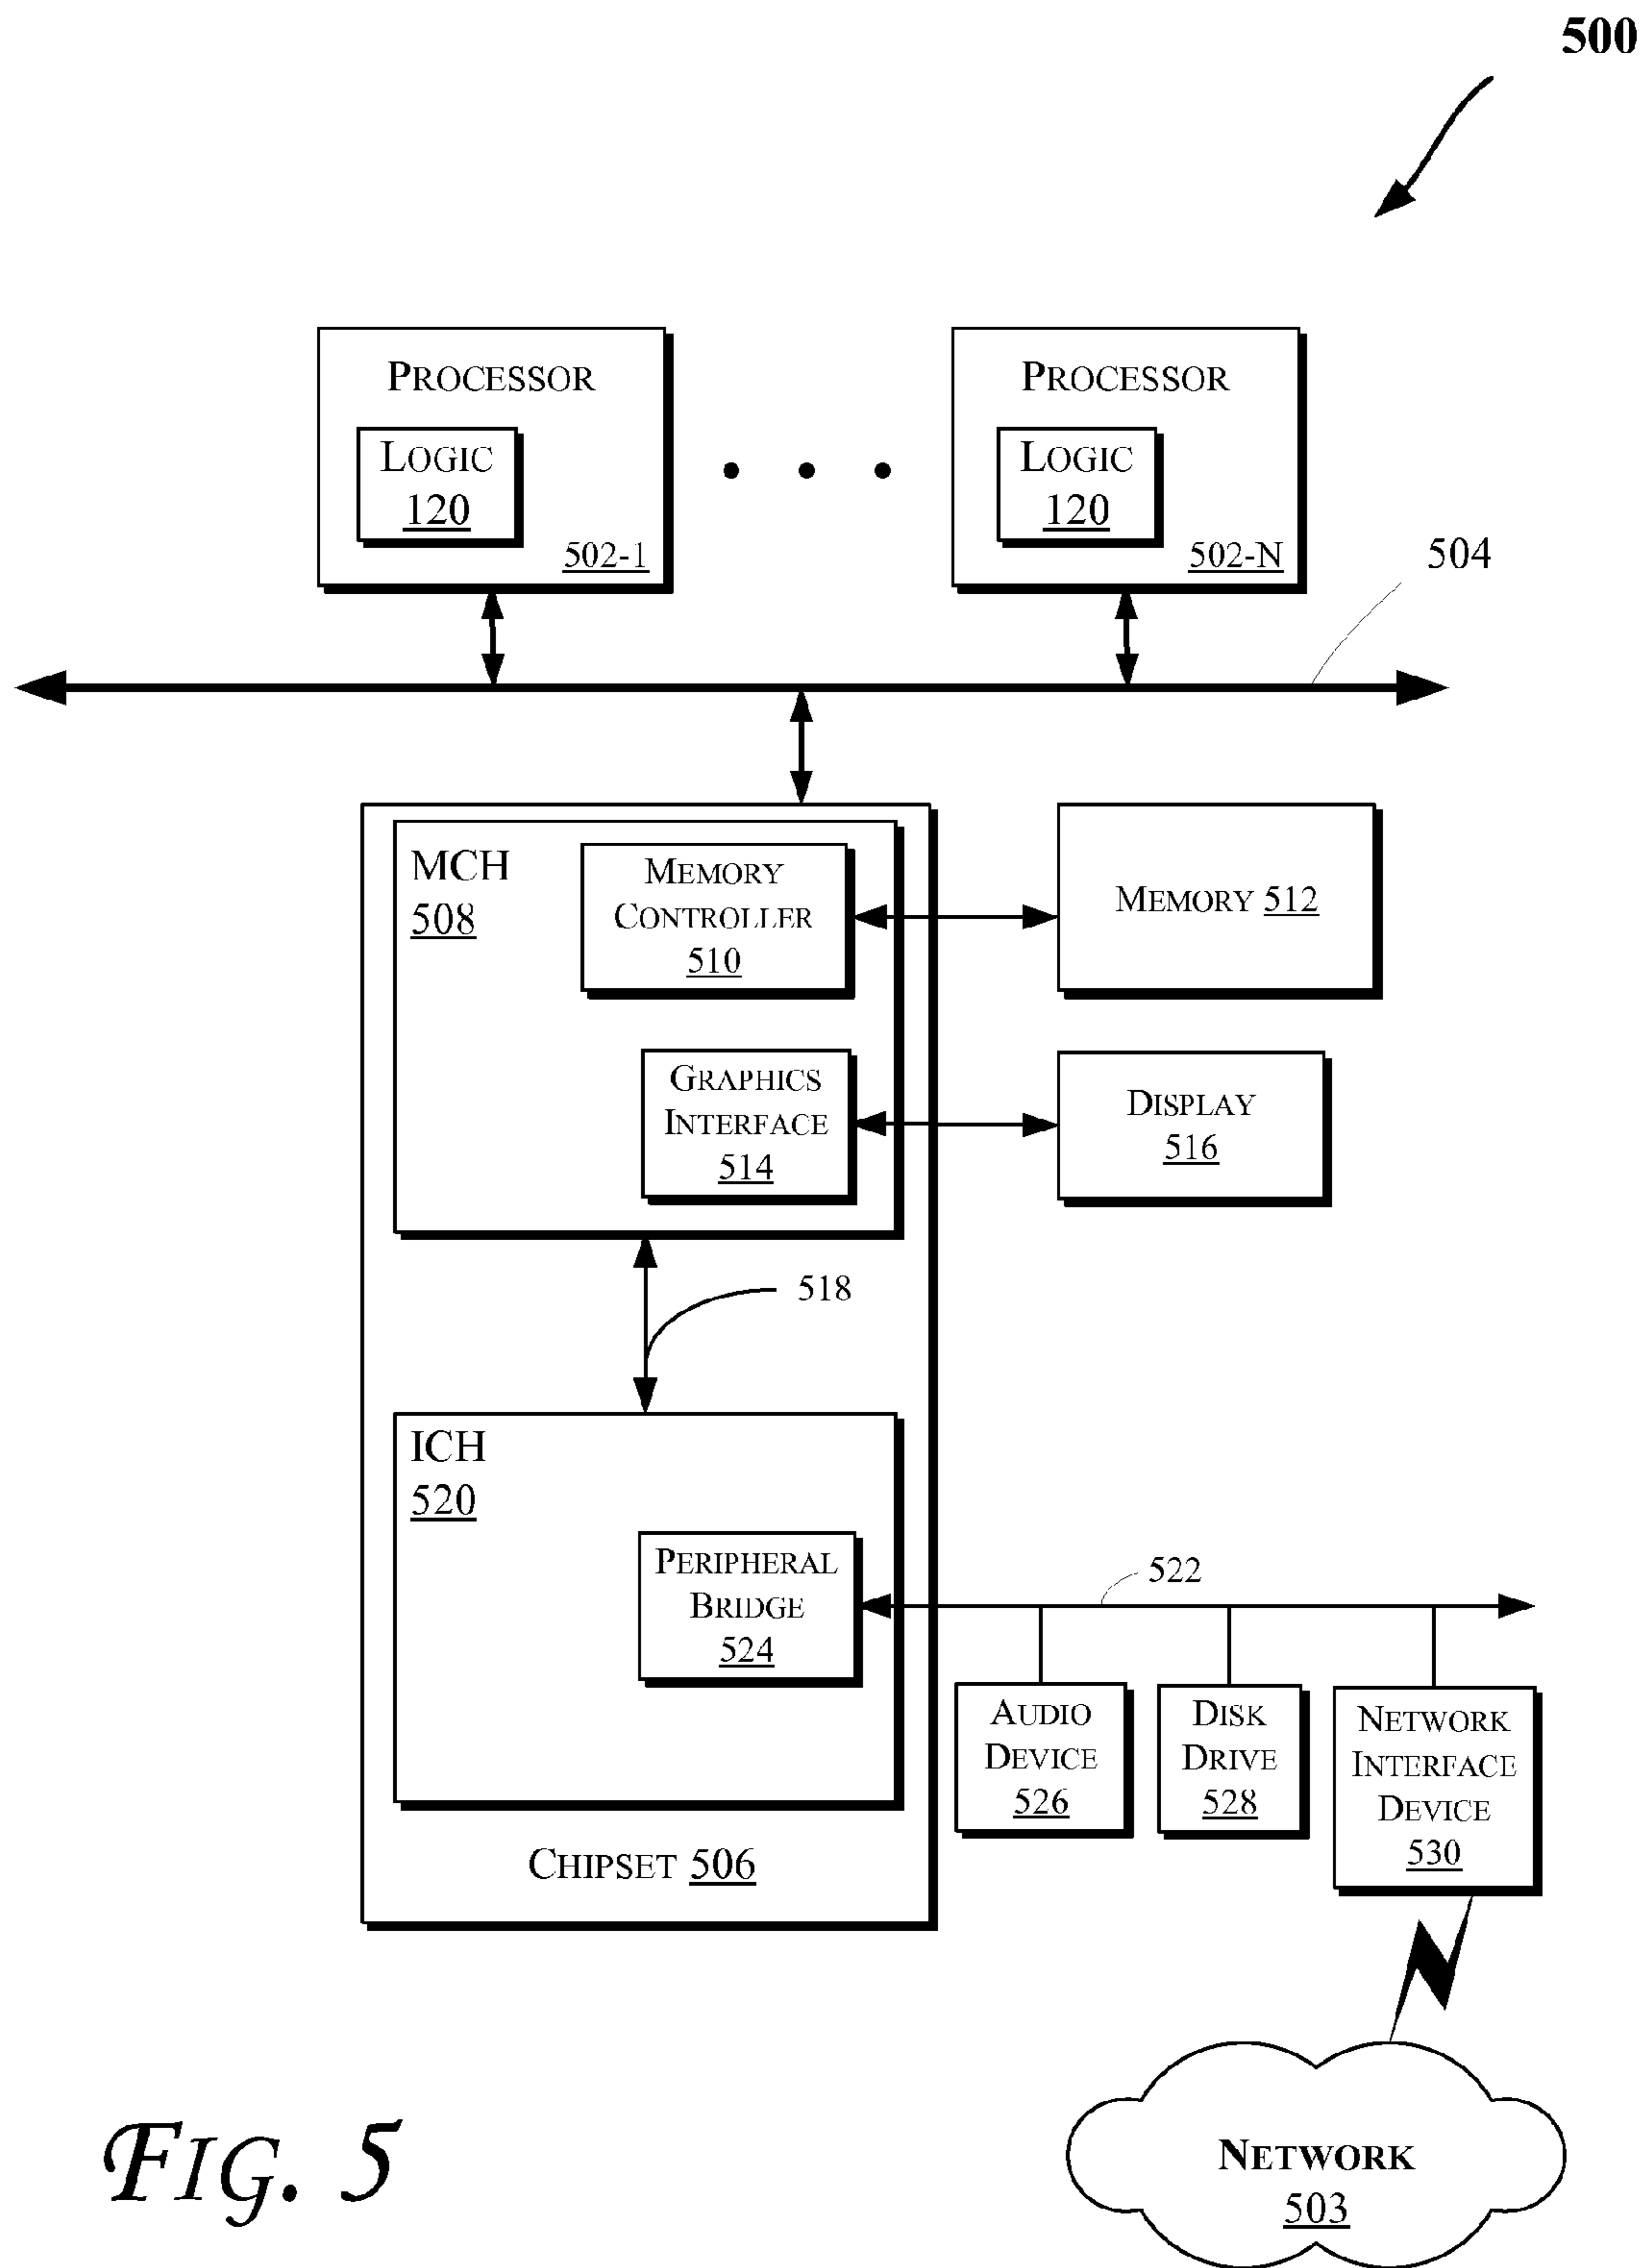 500
PROCESSOR
LOGIC
120
502-1
PROCESSOR
LOGIC
120
502-N
504
MCH
508
MEMORY
CONTROLLER
510
MEMORY 512
GRAPHICS
INTERFACE
514
DISPLAY
516
518
ICH
520
PERIPHERAL
BRIDGE
524
522
AUDIO
DEVICE
526
DISK
DRIVE
528
NETWORK
INTERFACE
DEVICE
530
CHIPSET 506
NETWORK
503
FIG. 5